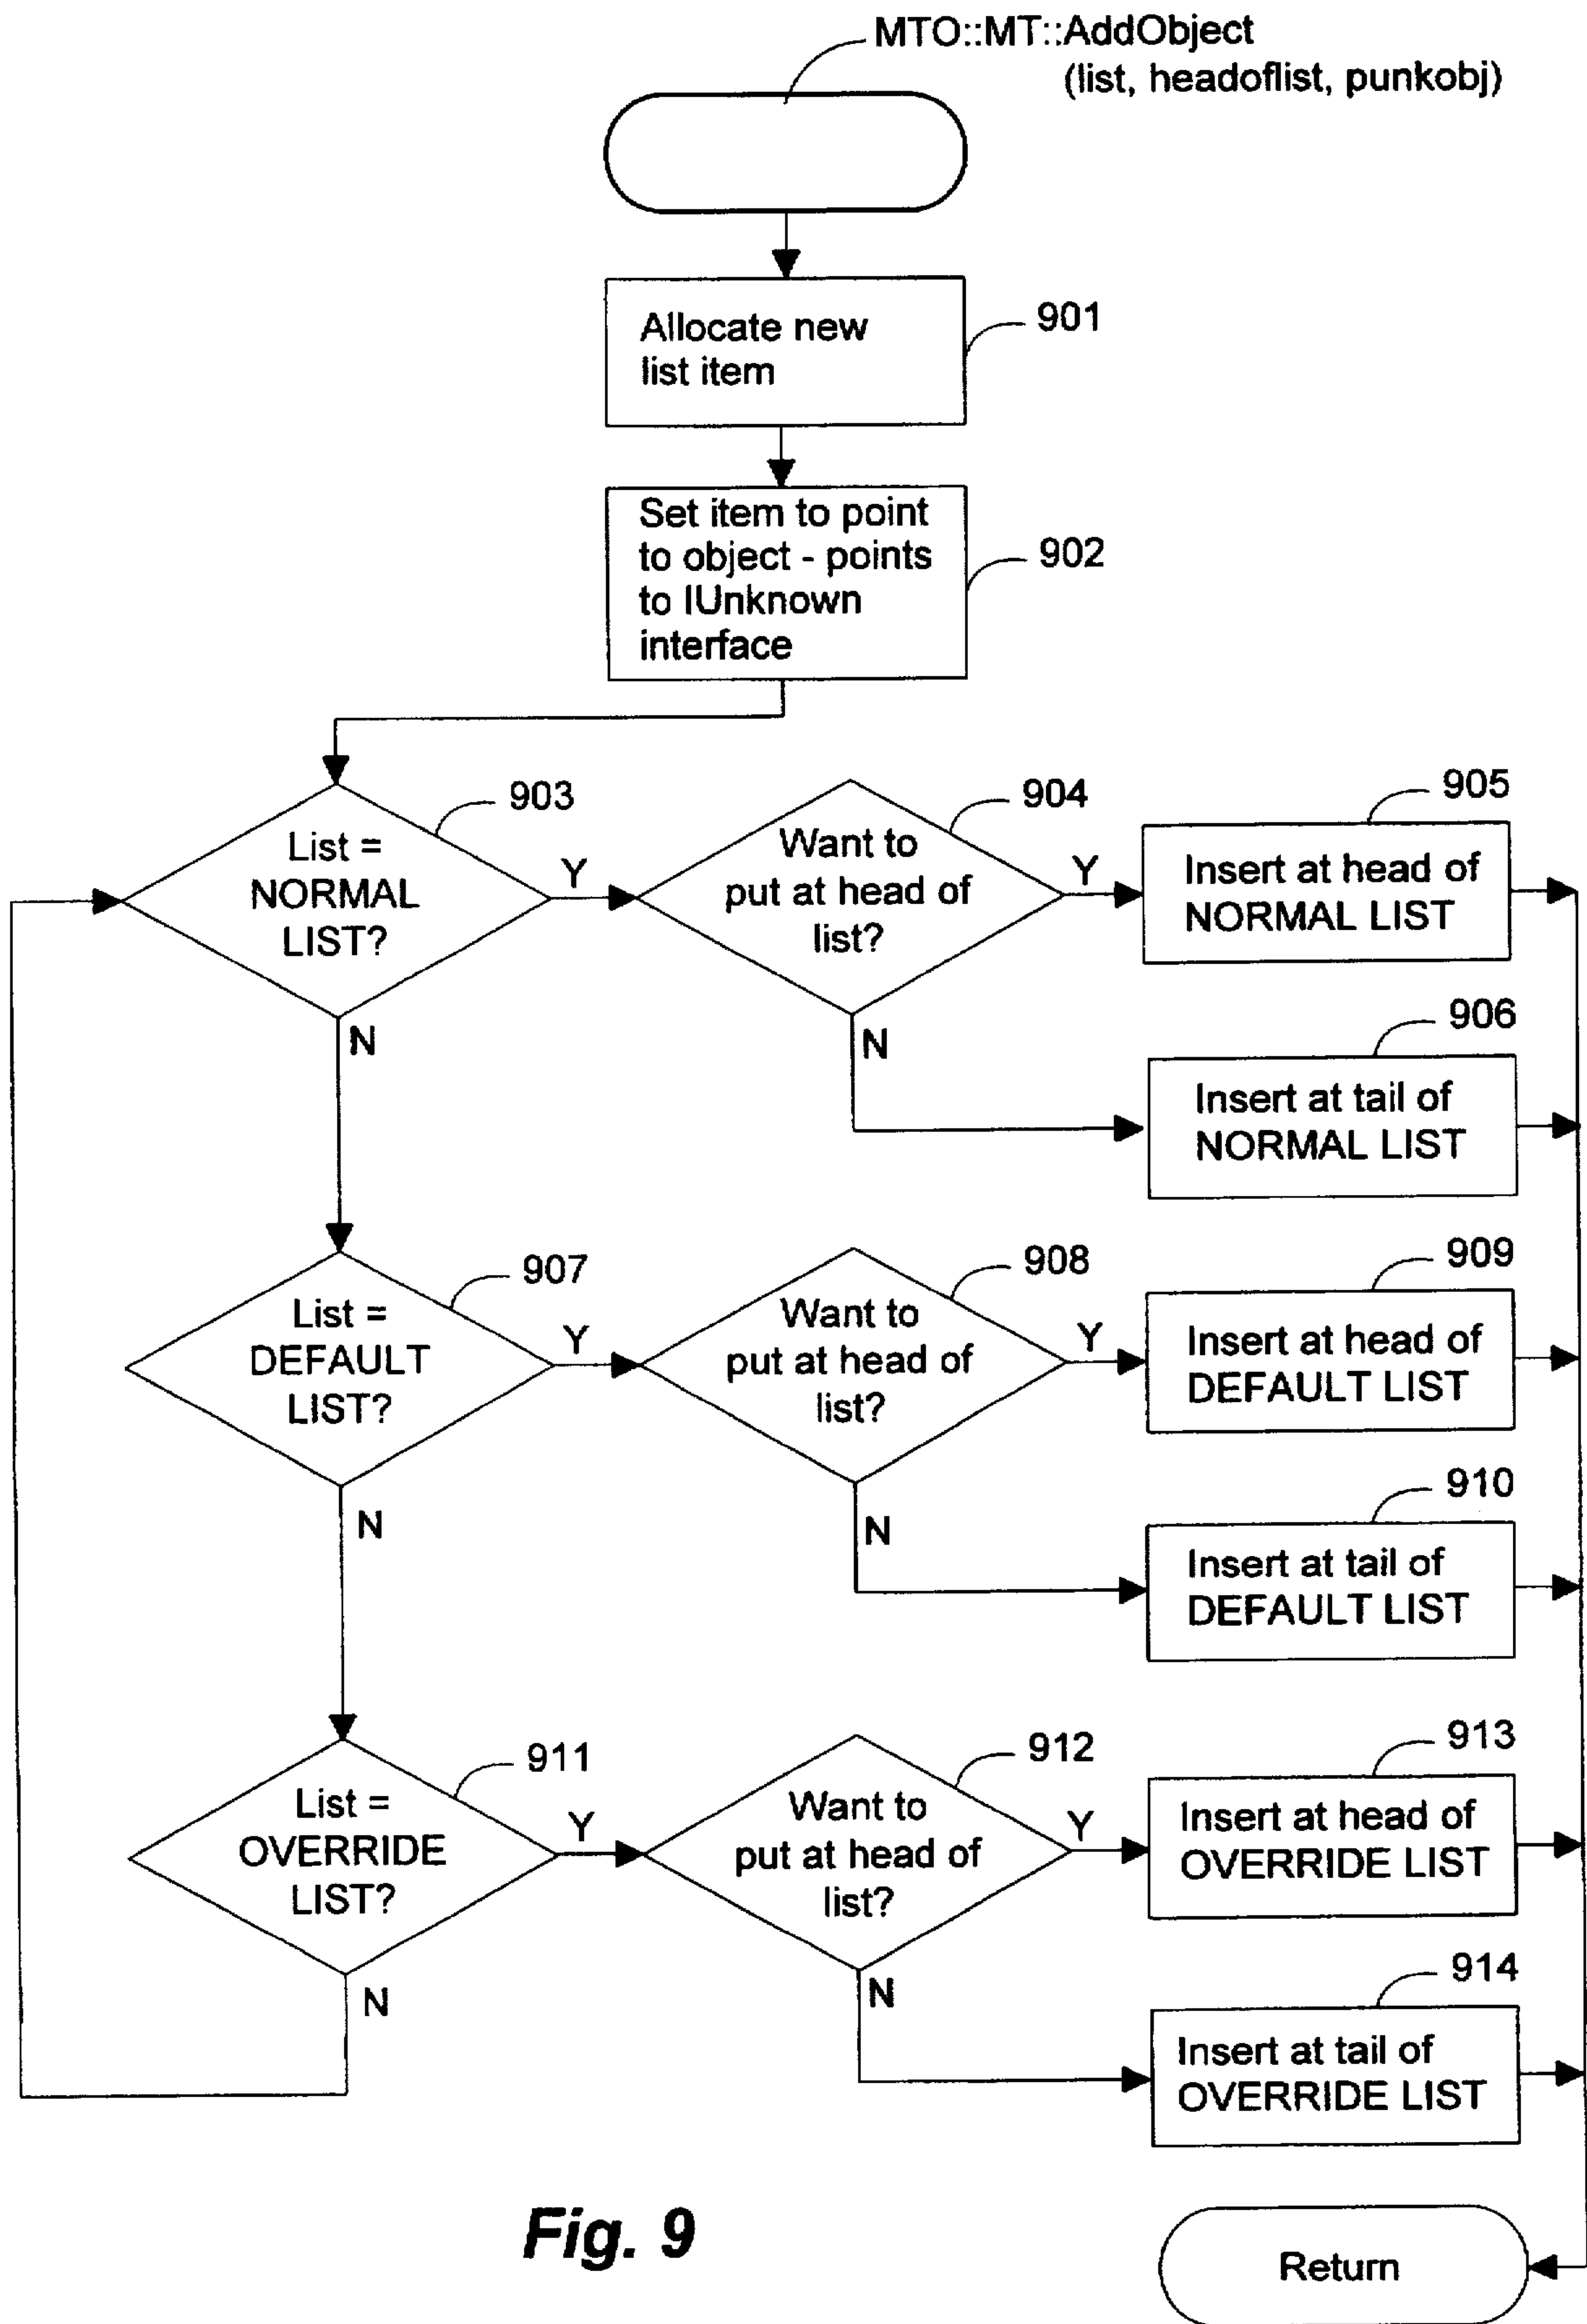 MTO::MT::AddObject
(list, headoflist, punkobj)
Allocate new
list item
901
Set item to point
to object - points
to IUnknown
interface
902
List =
NORMAL
LIST?
903
Y
N
Want to
put at head of
list?
904
Y
N
Insert at head of
NORMAL LIST
905
Insert at tail of
NORMAL LIST
906
List =
DEFAULT
LIST?
907
Y
N
Want to
put at head of
list?
908
Y
N
Insert at head of
DEFAULT LIST
909
Insert at tail of
DEFAULT LIST
910
List =
OVERRIDE
LIST?
911
Y
N
Want to
put at head of
list?
912
Y
N
Insert at head of
OVERRIDE LIST
913
Insert at tail of
OVERRIDE LIST
914
Fig. 9
Return